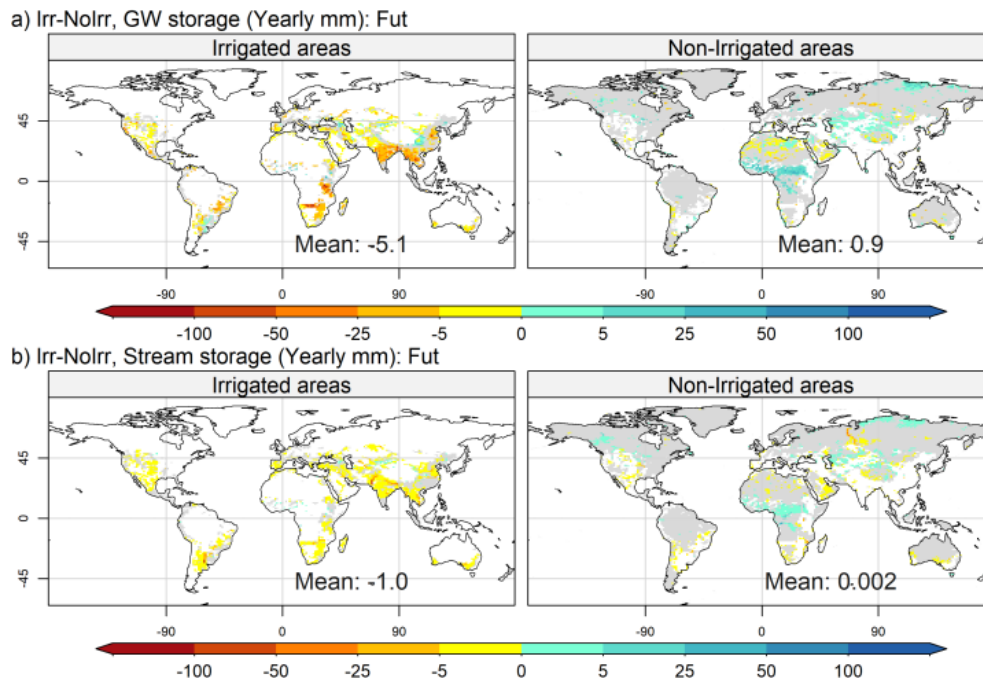 a) Irr-NoIrr, GW storage (Yearly mm): Fut
Irrigated areas
Non-Irrigated areas
45
0
-45
Mean: -5.1
Mean: 0.9
-90 0 90
-90 0 90
-100 -50 -25 -5 0 5 25 50 100
b) Irr-NoIrr, Stream storage (Yearly mm): Fut
Irrigated areas
Non-Irrigated areas
45
0
-45
Mean: -1.0
Mean: 0.002
-90 0 90
-90 0 90
-100 -50 -25 -5 0 5 25 50 100